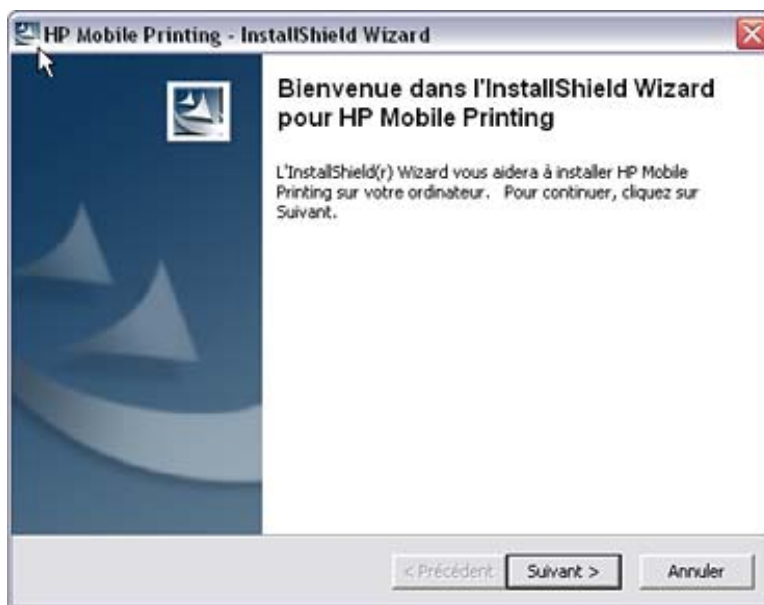 HP Mobile Printing - InstallShield Wizard
Bienvenue dans l'InstallShield Wizard
pour HP Mobile Printing
L'InstallShield(r) Wizard vous aidera à installer HP Mobile
Printing sur votre ordinateur. Pour continuer, cliquez sur
Suivant.
< Précédent Suivant > Annuler